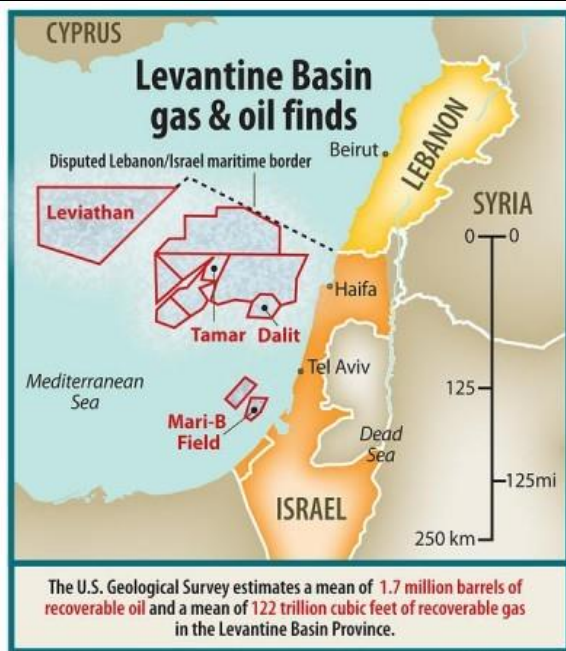 CYPRUS
Levantine Basin
gas & oil finds
Disputed Lebanon/Israel maritime border
Beirut
LEBANON
SYRIA
Leviathan
0
0
Haifa
Tamar
Dalit
Tel Aviv
Mediterranean
Sea
125
Mari-B
Field
Dead
Sea
125mi
ISRAEL
250 km
The U.S. Geological Survey estimates a mean of 1.7 million barrels of
recoverable oil and a mean of 122 trillion cubic feet of recoverable gas
in the Levantine Basin Province.